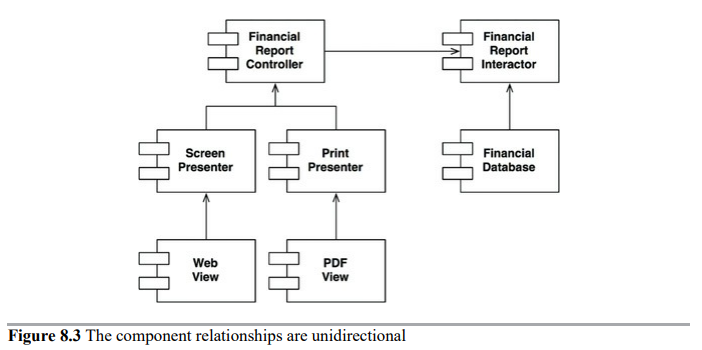 Financial
Report
Controller
Financial
Report
Interactor
Screen
Presenter
Print
Presenter
Financial
Database
Web
View
PDF
View
Figure 8.3 The component relationships are unidirectional